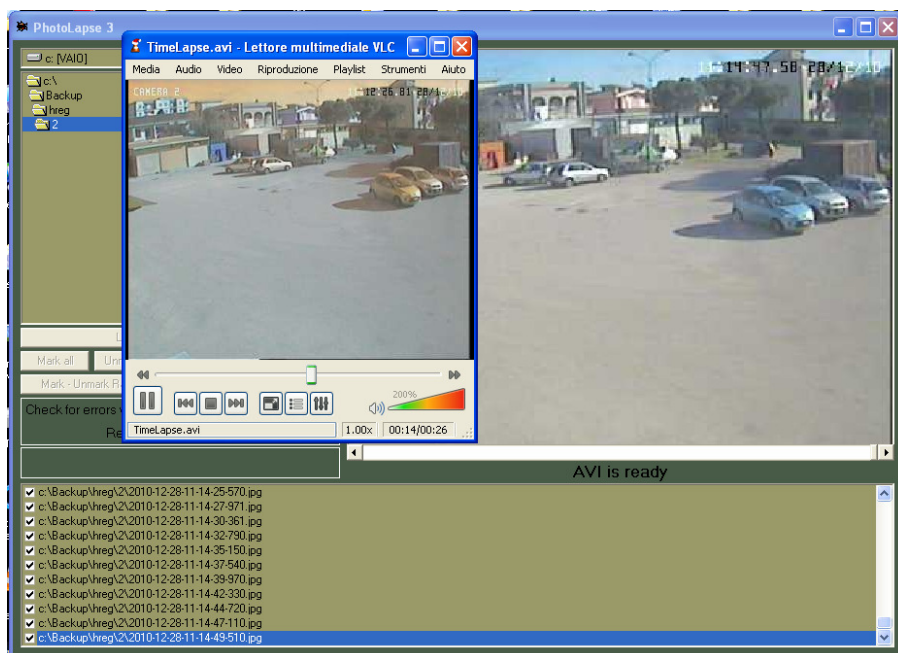 PhotoLapse 3
c: [VAIO]
c:\
Backup
hreg
2
TimeLapse.avi - Lettore multimediale VLC
Media Audio Video Riproduzione Playlist Strumenti Aiuto
CAMERA 2
200%
TimeLapse.avi 1.00x 00:14/00:26
Mark all
Mark - Unmark
Check for errors
AVI is ready
c:\Backup\hreg\2\2010-12-28-11-14-25-570.jpg
c:\Backup\hreg\2\2010-12-28-11-14-27-971.jpg
c:\Backup\hreg\2\2010-12-28-11-14-30-361.jpg
c:\Backup\hreg\2\2010-12-28-11-14-32-790.jpg
c:\Backup\hreg\2\2010-12-28-11-14-35-150.jpg
c:\Backup\hreg\2\2010-12-28-11-14-37-540.jpg
c:\Backup\hreg\2\2010-12-28-11-14-39-970.jpg
c:\Backup\hreg\2\2010-12-28-11-14-42-330.jpg
c:\Backup\hreg\2\2010-12-28-11-14-44-720.jpg
c:\Backup\hreg\2\2010-12-28-11-14-47-110.jpg
c:\Backup\hreg\2\2010-12-28-11-14-49-510.jpg